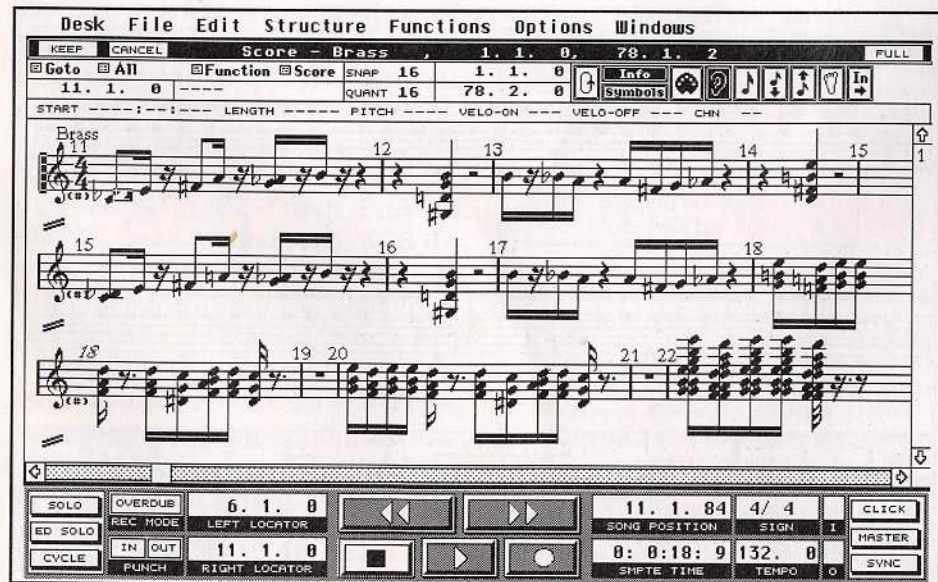 Desk File Edit Structure Functions Options Windows
KEEP CANCEL Score - Brass , 1. 1. 0, 78. 1. 2 FULL
Goto All Function Score SNAP 16 1. 1. 0 Info In
11. 1. 0 ---- QUANT 16 78. 2. 0 Symbols
START ----:--:--- LENGTH ----- PITCH ---- VELO-ON --- VELO-OFF --- CHN --
Brass
11 12 13 14 15
4
4
(#)
1
15 16 17 18
(#)
18 19 20 21 22
(#)
SOLO OVERDUB 6. 1. 0 11. 1. 84 4/ 4 CLICK
ED SOLO REC MODE LEFT LOCATOR SONG POSITION SIGN I MASTER
CYCLE IN OUT 11. 1. 0 0: 0:18: 9 132. 0 SYNC
PUNCH RIGHT LOCATOR SMPTE TIME TEMPO O